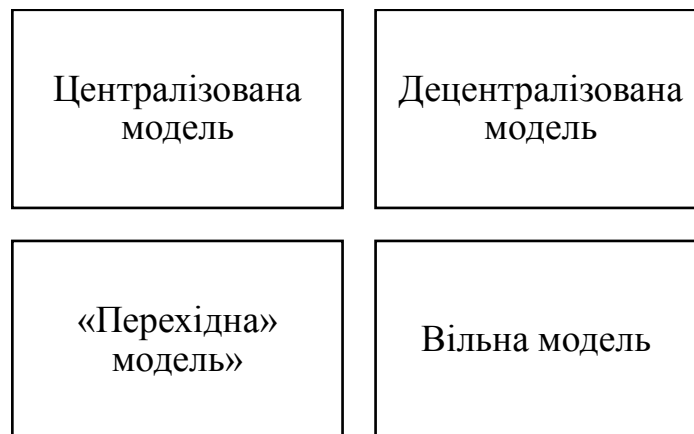 Централізована
модель
Децентралізована
модель
«Перехідна»
модель»
Вільна модель